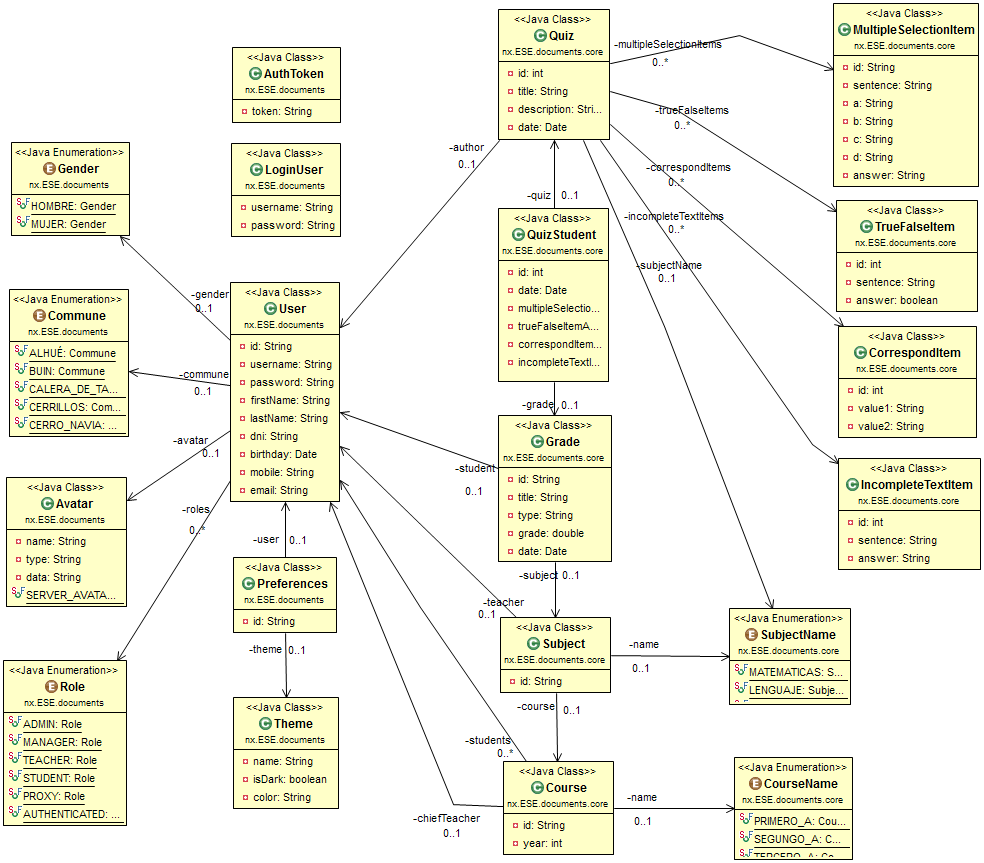 <<Java Class>>
Quiz
nx.ESE.documents.core
id: int
title: String
description: Stri...
date: Date
<<Java Class>>
MultipleSelectionItem
nx.ESE.documents.core
id: String
sentence: String
a: String
b: String
c: String
d: String
answer: String
-multipleSelectionItems
0..*
<<Java Class>>
AuthToken
nx.ESE.documents
token: String
-trueFalseItems
0..*
<<Java Enumeration>>
Gender
nx.ESE.documents
HOMBRE: Gender
MUJER: Gender
<<Java Class>>
LoginUser
nx.ESE.documents
username: String
password: String
-author
0..1
-correspondItems
0..*
-quiz
0..1
<<Java Class>>
QuizStudent
nx.ESE.documents.core
id: int
date: Date
multipleSelectio...
trueFalseItemA...
correspondItem...
incompleteTextI...
-incompleteTextItems
0..*
-subjectName
0..1
<<Java Class>>
TrueFalseItem
nx.ESE.documents.core
id: int
sentence: String
answer: boolean
-gender
0..1
<<Java Enumeration>>
Commune
nx.ESE.documents
ALHUÉ: Commune
BUIN: Commune
CALERA_DE_TA...
CERRILLOS: Com...
CERRO_NAVIA: ...
<<Java Class>>
User
nx.ESE.documents
id: String
username: String
password: String
firstName: String
lastName: String
dni: String
birthday: Date
mobile: String
email: String
-commune
0..1
<<Java Class>>
CorrespondItem
nx.ESE.documents.core
id: int
value1: String
value2: String
-grade
0..1
-avatar
0..1
<<Java Class>>
Grade
nx.ESE.documents.core
id: String
title: String
type: String
grade: double
date: Date
-student
0..1
<<Java Class>>
IncompleteTextItem
nx.ESE.documents.core
id: int
sentence: String
answer: String
<<Java Class>>
Avatar
nx.ESE.documents
name: String
type: String
data: String
SERVER_AVATA...
-roles
0..*
-user
0..1
<<Java Class>>
Preferences
nx.ESE.documents
id: String
-subject
0..1
-teacher
0..1
<<Java Class>>
Subject
nx.ESE.documents.core
id: String
-name
0..1
<<Java Enumeration>>
SubjectName
nx.ESE.documents.core
MATEMATICAS: S...
LENGUAJE: Subje...
-theme
0..1
<<Java Enumeration>>
Role
nx.ESE.documents
ADMIN: Role
MANAGER: Role
TEACHER: Role
STUDENT: Role
PROXY: Role
AUTHENTICATED: ...
<<Java Class>>
Theme
nx.ESE.documents
name: String
isDark: boolean
color: String
-course
0..1
-students
0..*
-chiefTeacher
0..1
<<Java Class>>
Course
nx.ESE.documents.core
id: String
year: int
-name
0..1
<<Java Enumeration>>
CourseName
nx.ESE.documents.core
PRIMERO_A: Cou...
SEGUNGO_A: C...
TERCERO_A: Co...